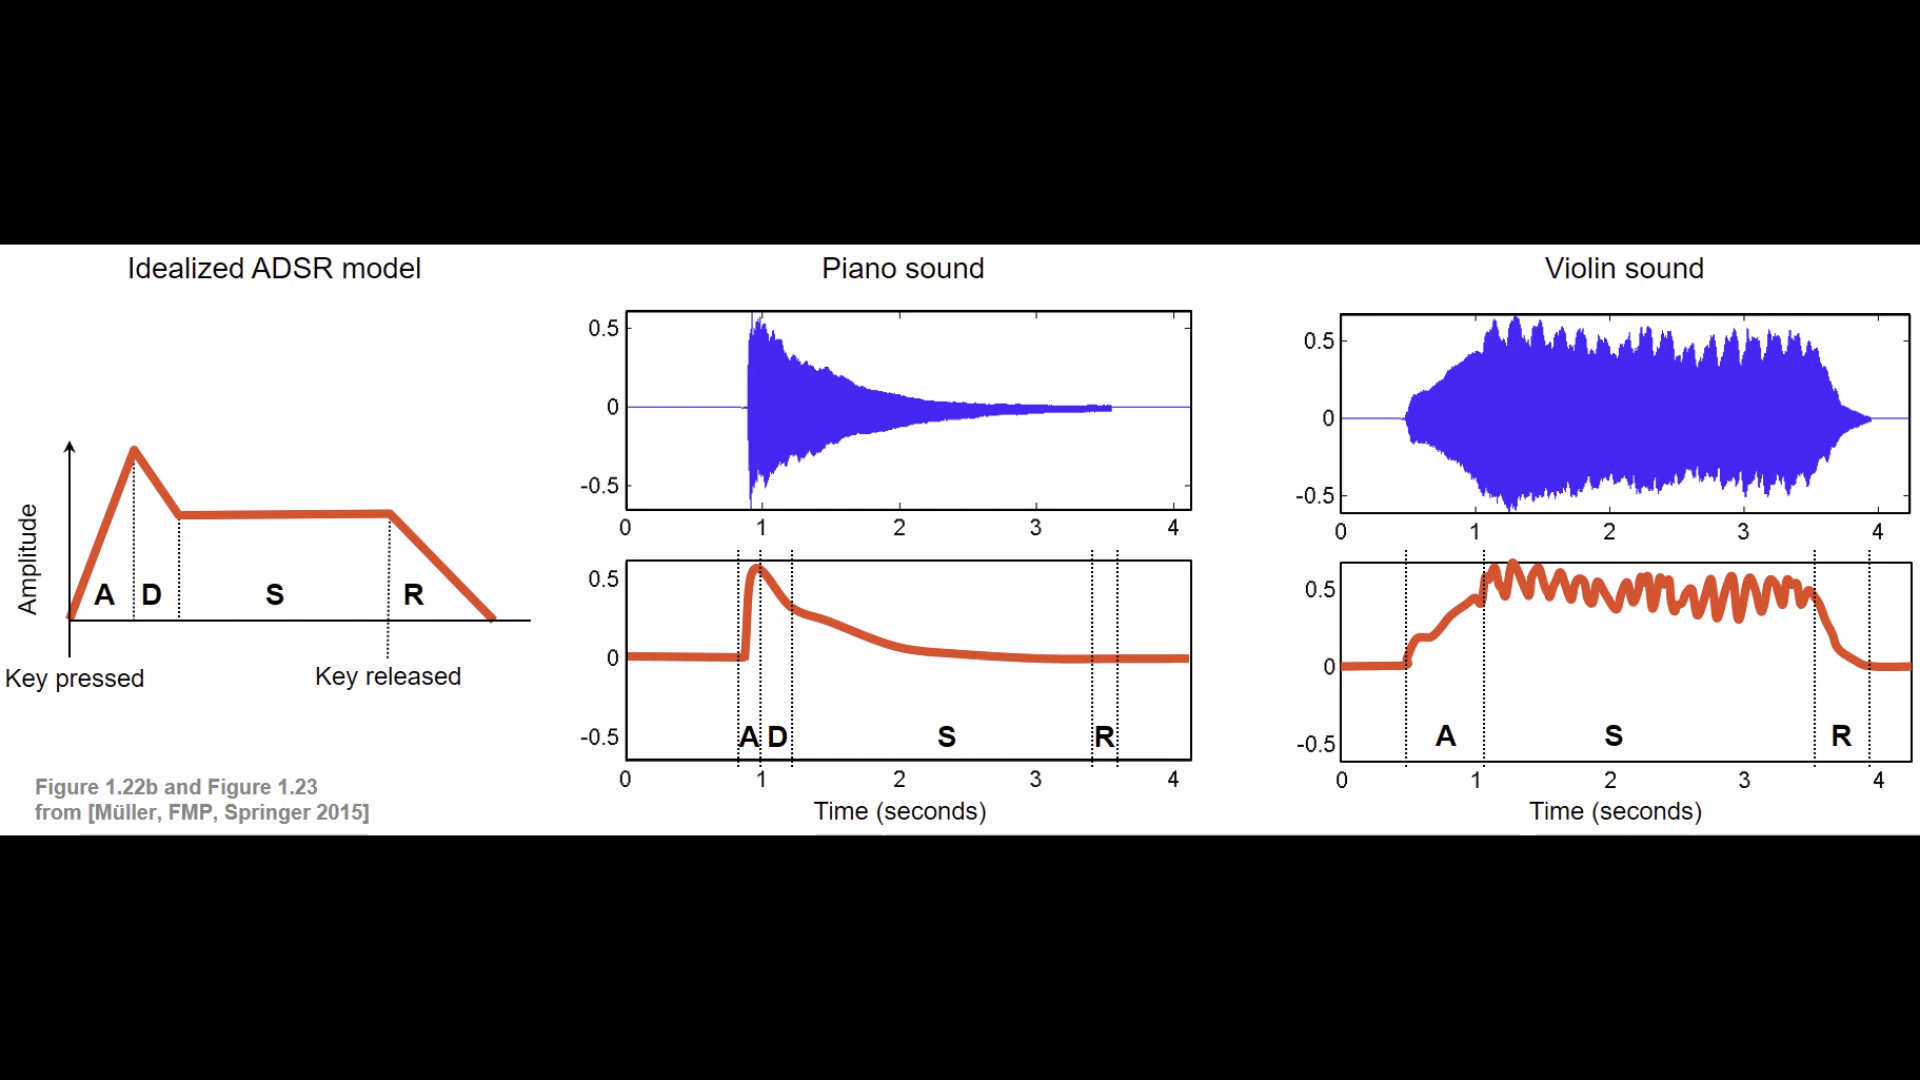 Idealized ADSR model
Amplitude
A D S R
Key pressed
Key released
Figure 1.22b and Figure 1.23
from [Müller, FMP, Springer 2015]
Piano sound
0.5
0
-0.5
0 1 2 3 4
0.5
0
-0.5
A D S R
0 1 2 3 4
Time (seconds)
Violin sound
0.5
0
-0.5
0 1 2 3 4
0.5
0
-0.5
A S R
0 1 2 3 4
Time (seconds)